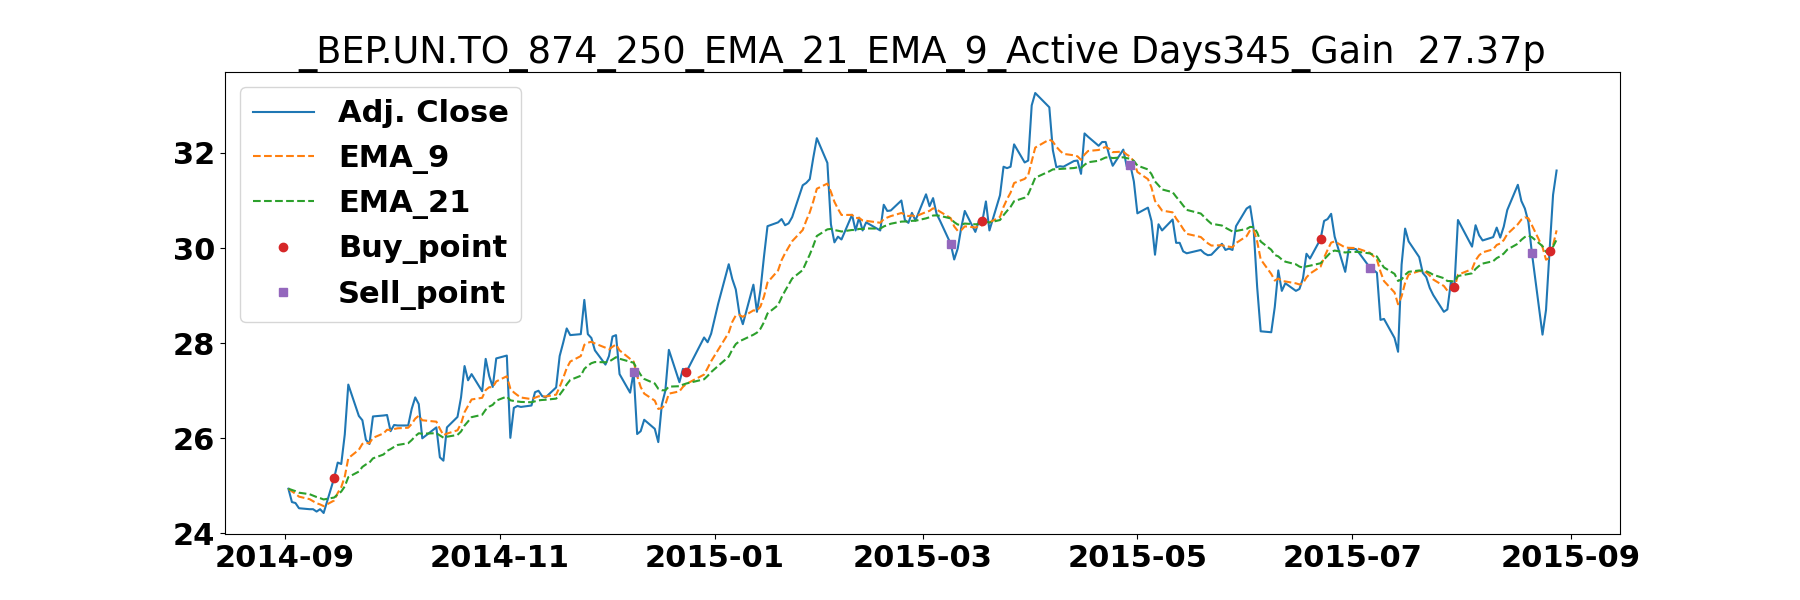 _BEP.UN.TO_874_250_EMA_21_EMA_9_Active Days345_Gain  27.37p
Adj. Close
EMA_9
EMA_21
Buy_point
Sell_point
32
30
28
26
24
2014-09 2014-11 2015-01 2015-03 2015-05 2015-07 2015-09